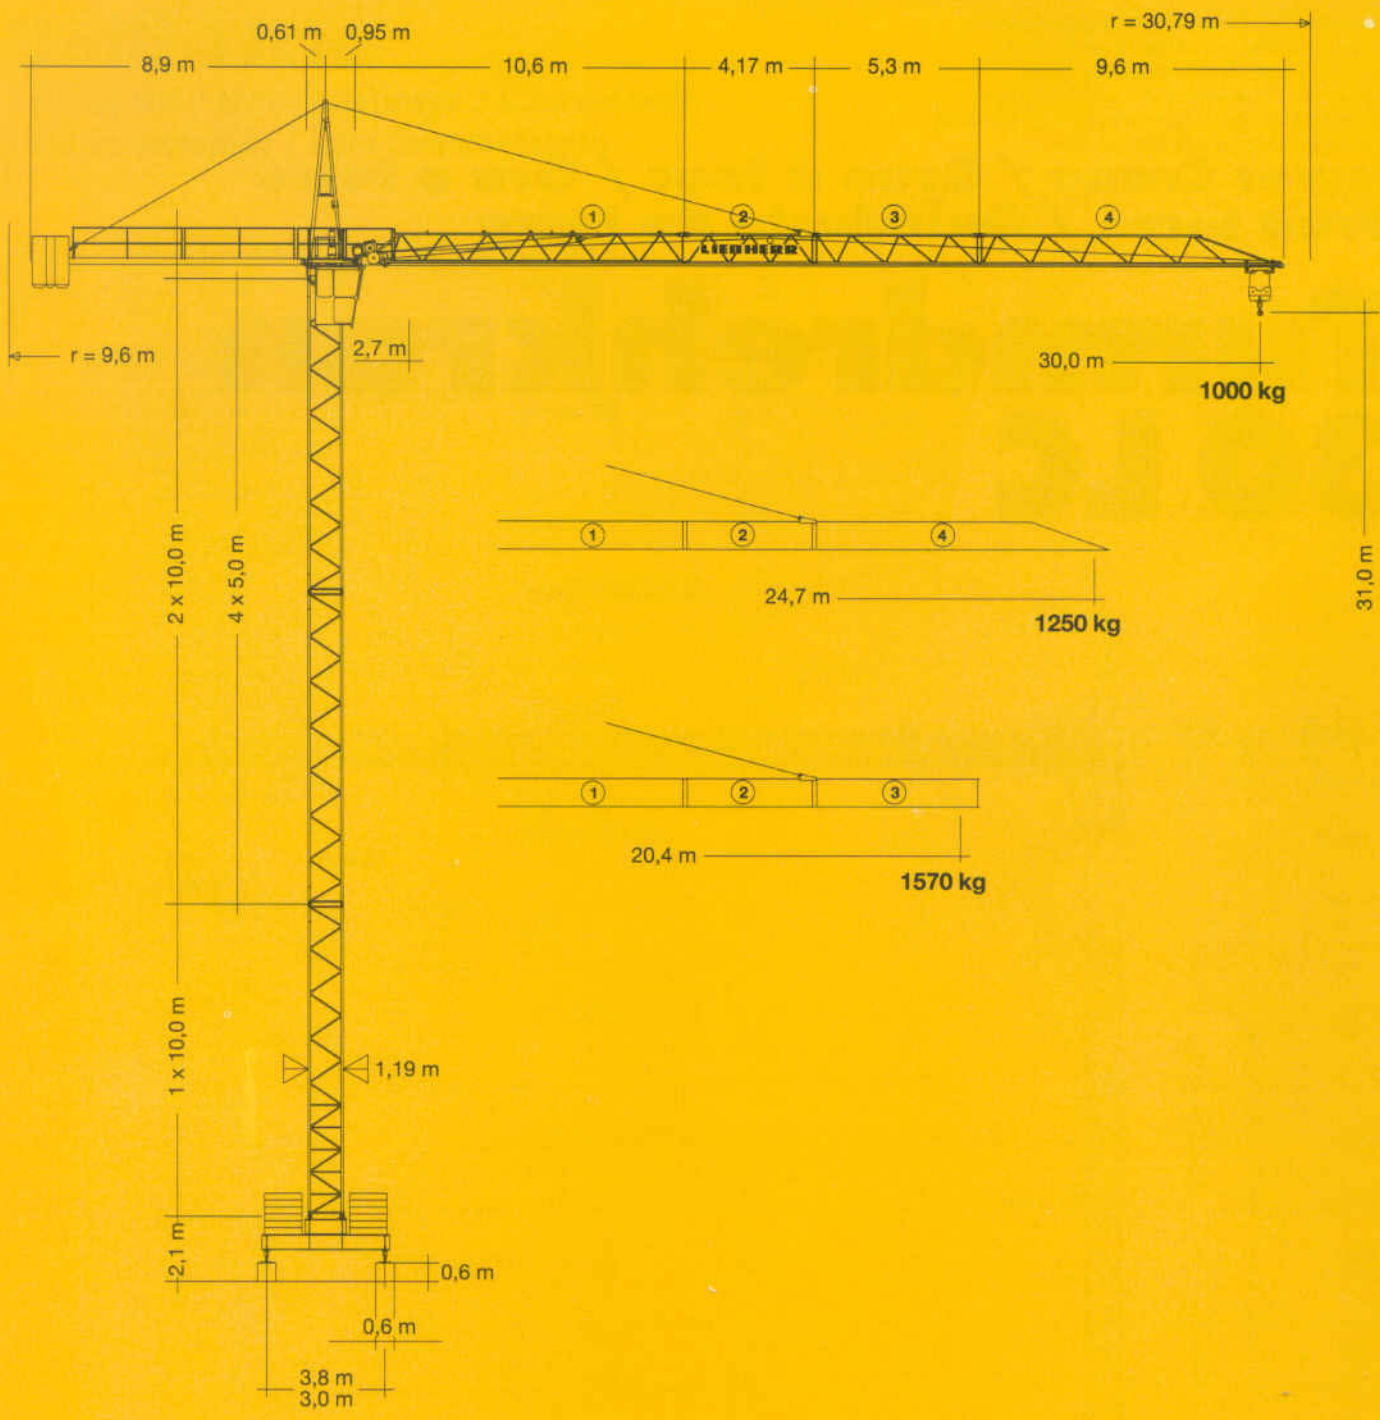 0,61 m 0,95 m r = 30,79 m
8,9 m 10,6 m 4,17 m 5,3 m 9,6 m
1 2 3 4
LIEBHERR
r = 9,6 m 2,7 m 30,0 m
1000 kg
2 x 10,0 m
4 x 5,0 m
31,0 m
1 2 4
24,7 m
1250 kg
1 2 3
20,4 m
1570 kg
1 x 10,0 m
1,19 m
2,1 m
0,6 m
0,6 m
3,8 m
3,0 m